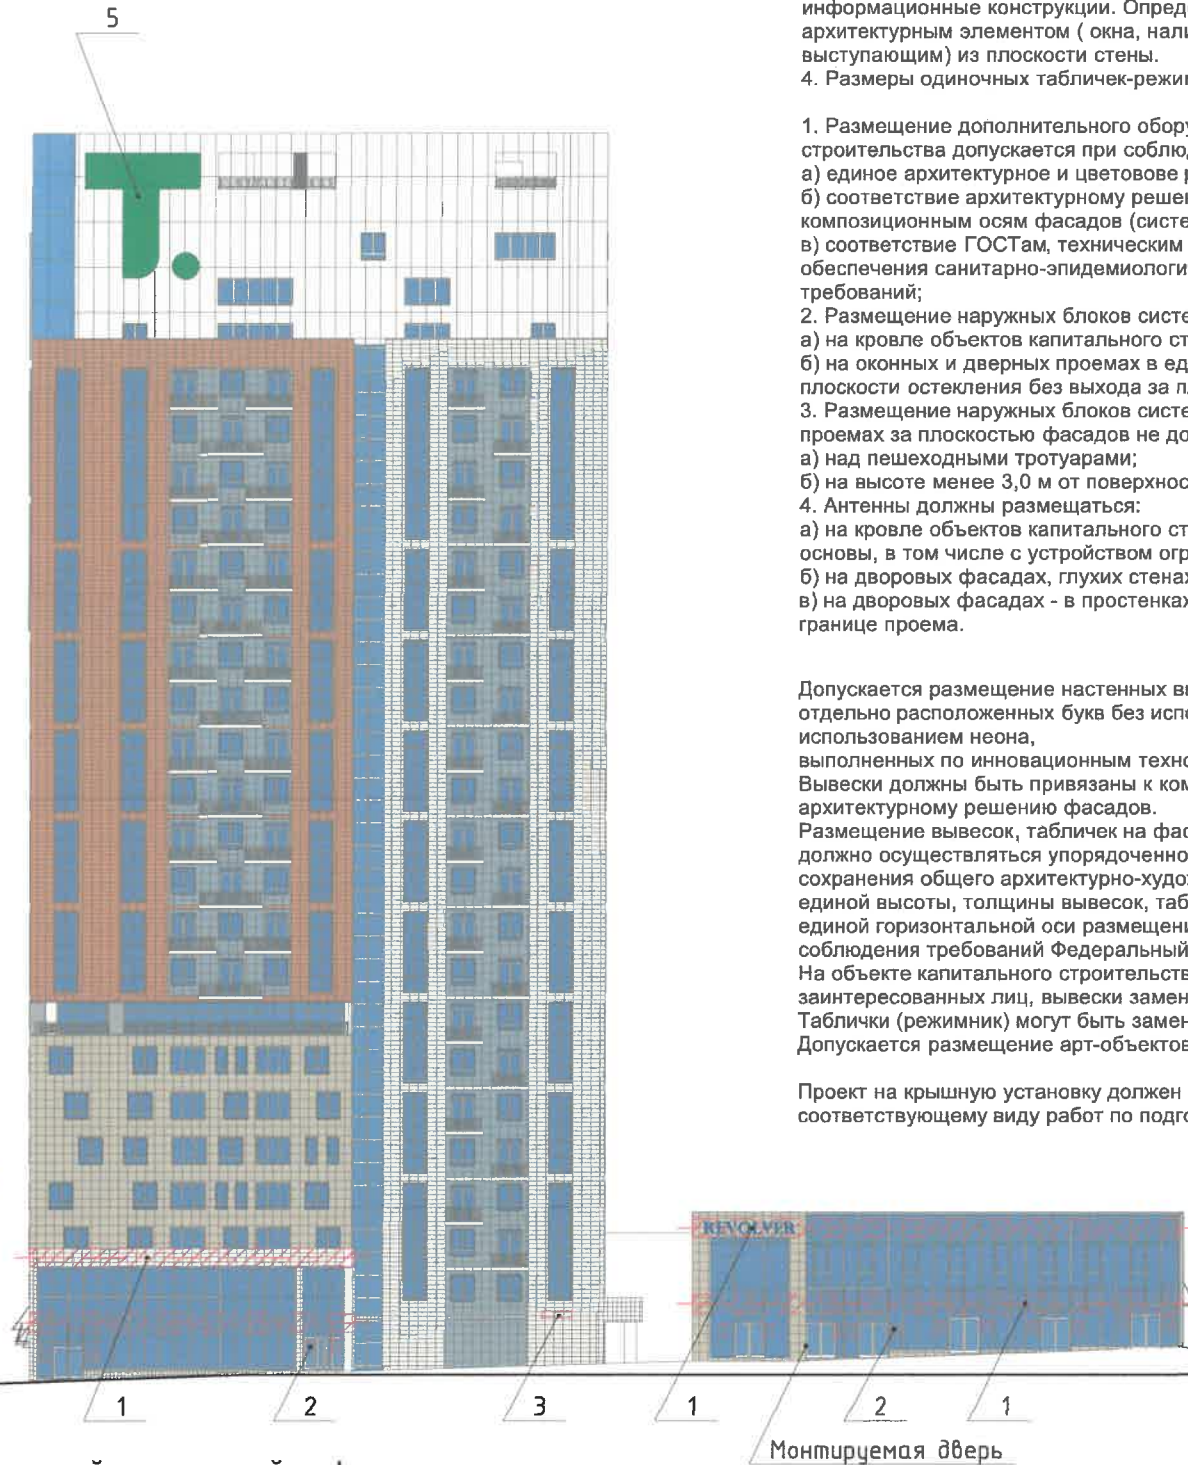 5
информационные конструкции. Опред
архитектурным элементом ( окна, нали
выступающим) из плоскости стены.
4. Размеры одиночных табличек-режим
1. Размещение дополнительного обору
строительства допускается при соблю
а) единое архитектурное и цветовове р
б) соответствие архитектурному решен
композиционным осям фасадов (систе
в) соответствие ГОСТам, техническим
обеспечения санитарно-эпидемиологи
требований;
2. Размещение наружных блоков систе
а) на кровле объектов капитального ст
б) на оконных и дверных проемах в ед
плоскости остекления без выхода за пл
3. Размещение наружных блоков систе
проемах за плоскостью фасадов не до
а) над пешеходными тротуарами;
б) на высоте менее 3,0 м от поверхнос
4. Антенны должны размещаться:
а) на кровле объектов капитального ст
основы, в том числе с устройством огр
б) на дворовых фасадах, глухих стенах
в) на дворовых фасадах - в простенках
границе проема.
Допускается размещение настенных вы
отдельно расположенных букв без испо
использованием неона,
выполненных по инновационным техно
Вывески должны быть привязаны к ком
архитектурному решению фасадов.
Размещение вывесок, табличек на фас
должно осуществляться упорядоченно
сохранения общего архитектурно-худож
единой высоты, толщины вывесок, таб
единой горизонтальной оси размещени
соблюдения требований Федеральный
На объекте капитального строительств
заинтересованных лиц, вывески замен
Таблички (режимник) могут быть замен
Допускается размещение арт-объектов
Проект на крышную установку должен
соответствующему виду работ по подго
Т.
REVOLVER
1 2 3 1 2 1
Монтируемая дверь